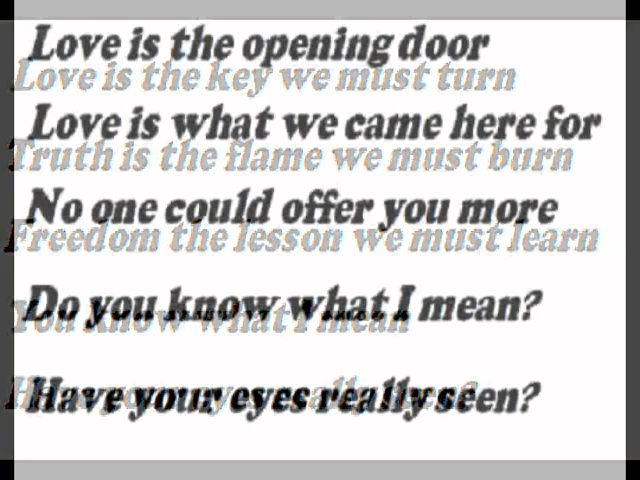 Love is the opening door
Love is the key we must turn
Love is what we came here for
Truth is the flame we must burn
No one could offer you more
Freedom the lesson we must learn
Do you know what I mean?
You know what I mean
Have your eyes really seen?